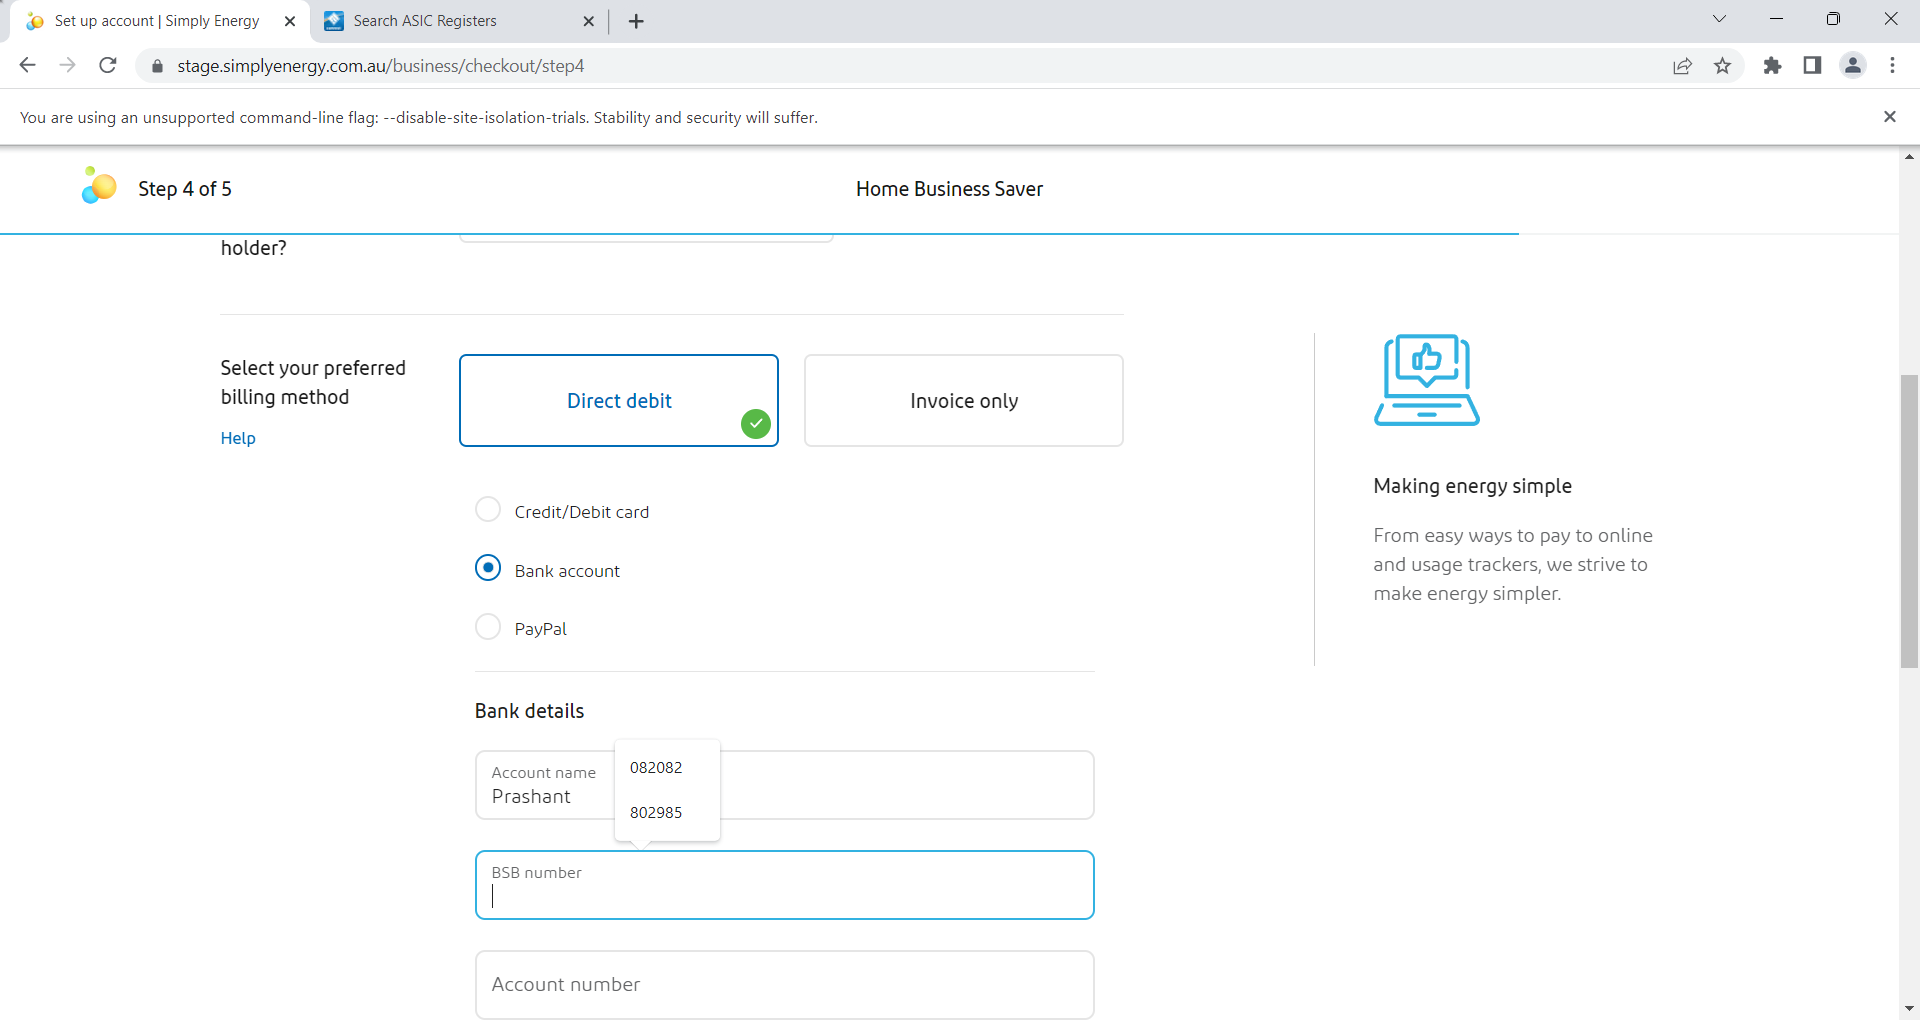 Set up account | Simply Energy
Search ASIC Registers
stage.simplyenergy.com.au/business/checkout/step4
You are using an unsupported command-line flag: --disable-site-isolation-trials. Stability and security will suffer.
Step 4 of 5
Home Business Saver
holder?
Select your preferred
billing method
Help
Direct debit
Invoice only
Credit/Debit card
Bank account
PayPal
Making energy simple
From easy ways to pay to online
and usage trackers, we strive to
make energy simpler.
Bank details
Account name
Prashant
082082
802985
BSB number
Account number